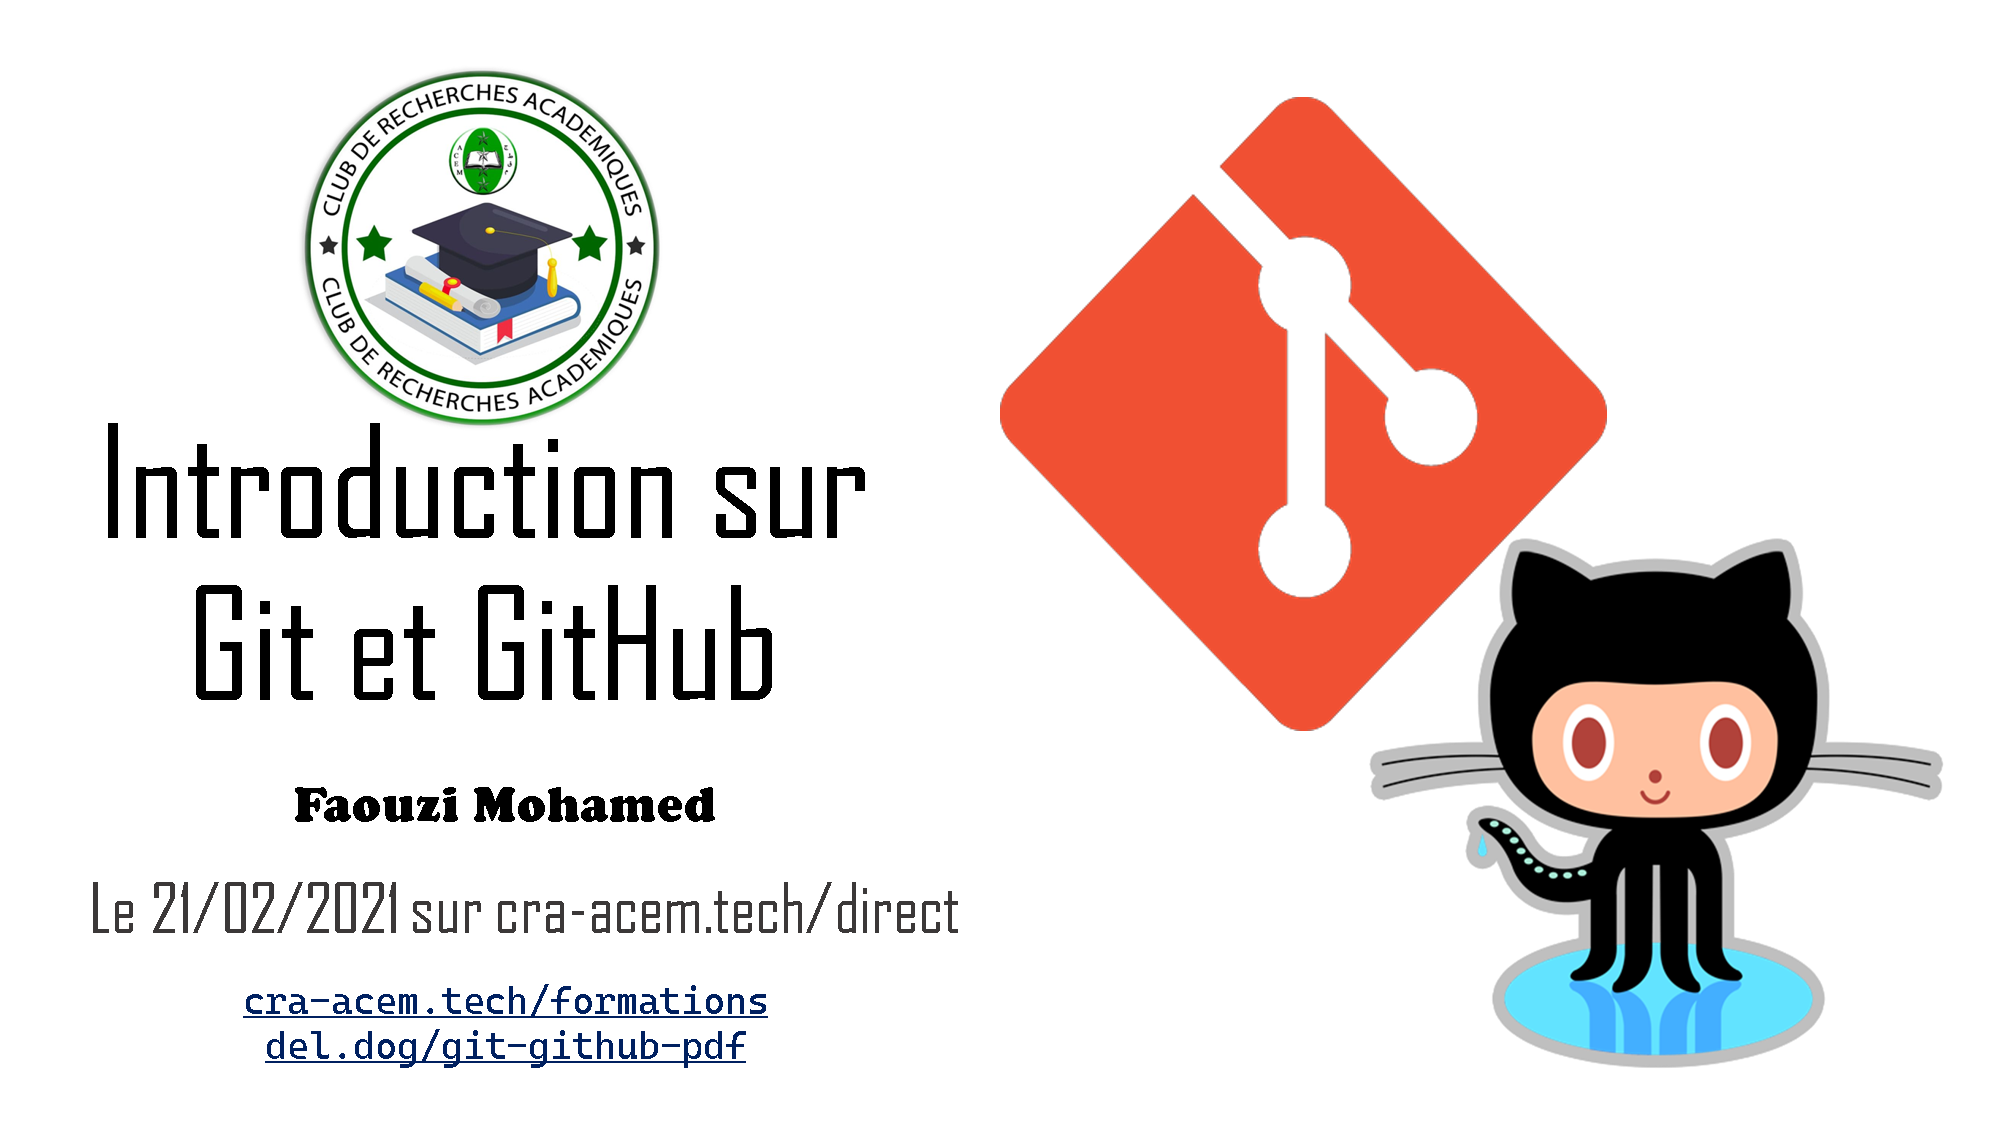 CLUB DE RECHERCHES ACADEMIQUES
ACEM
CLUB DE RECHERCHES ACADEMIQUES
Introduction sur
Git et GitHub
Faouzi Mohamed
Le 21/02/2021 sur cra-acem.tech/direct
cra-acem.tech/formations
del.dog/git-github-pdf